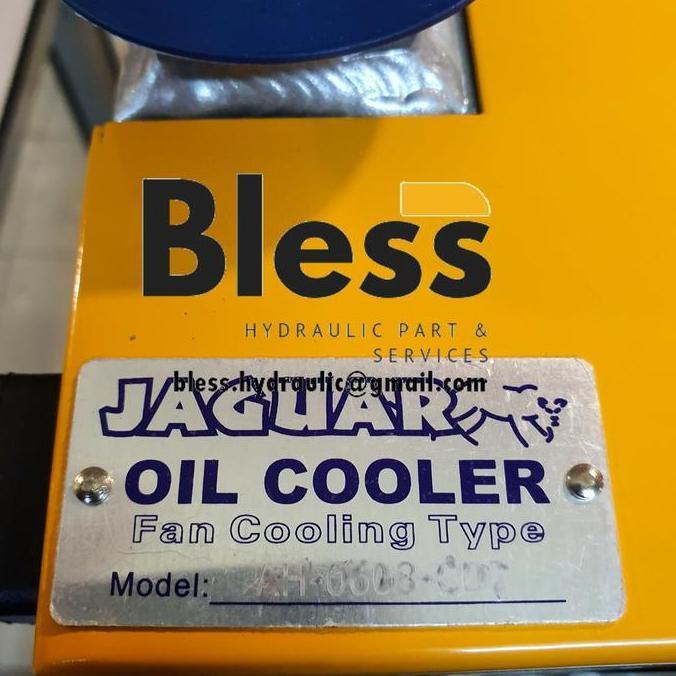 Bless
HYDRAULIC PART &
SERVICES
bless.hydraulic@gmail.com
JAGUAR
OIL COOLER
Fan Cooling Type
Model: